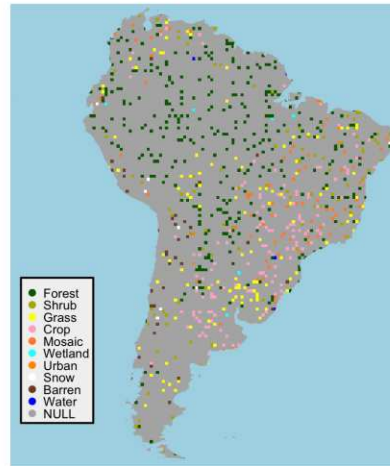 Forest
Shrub
Grass
Crop
Mosaic
Wetland
Urban
Snow
Barren
Water
NULL